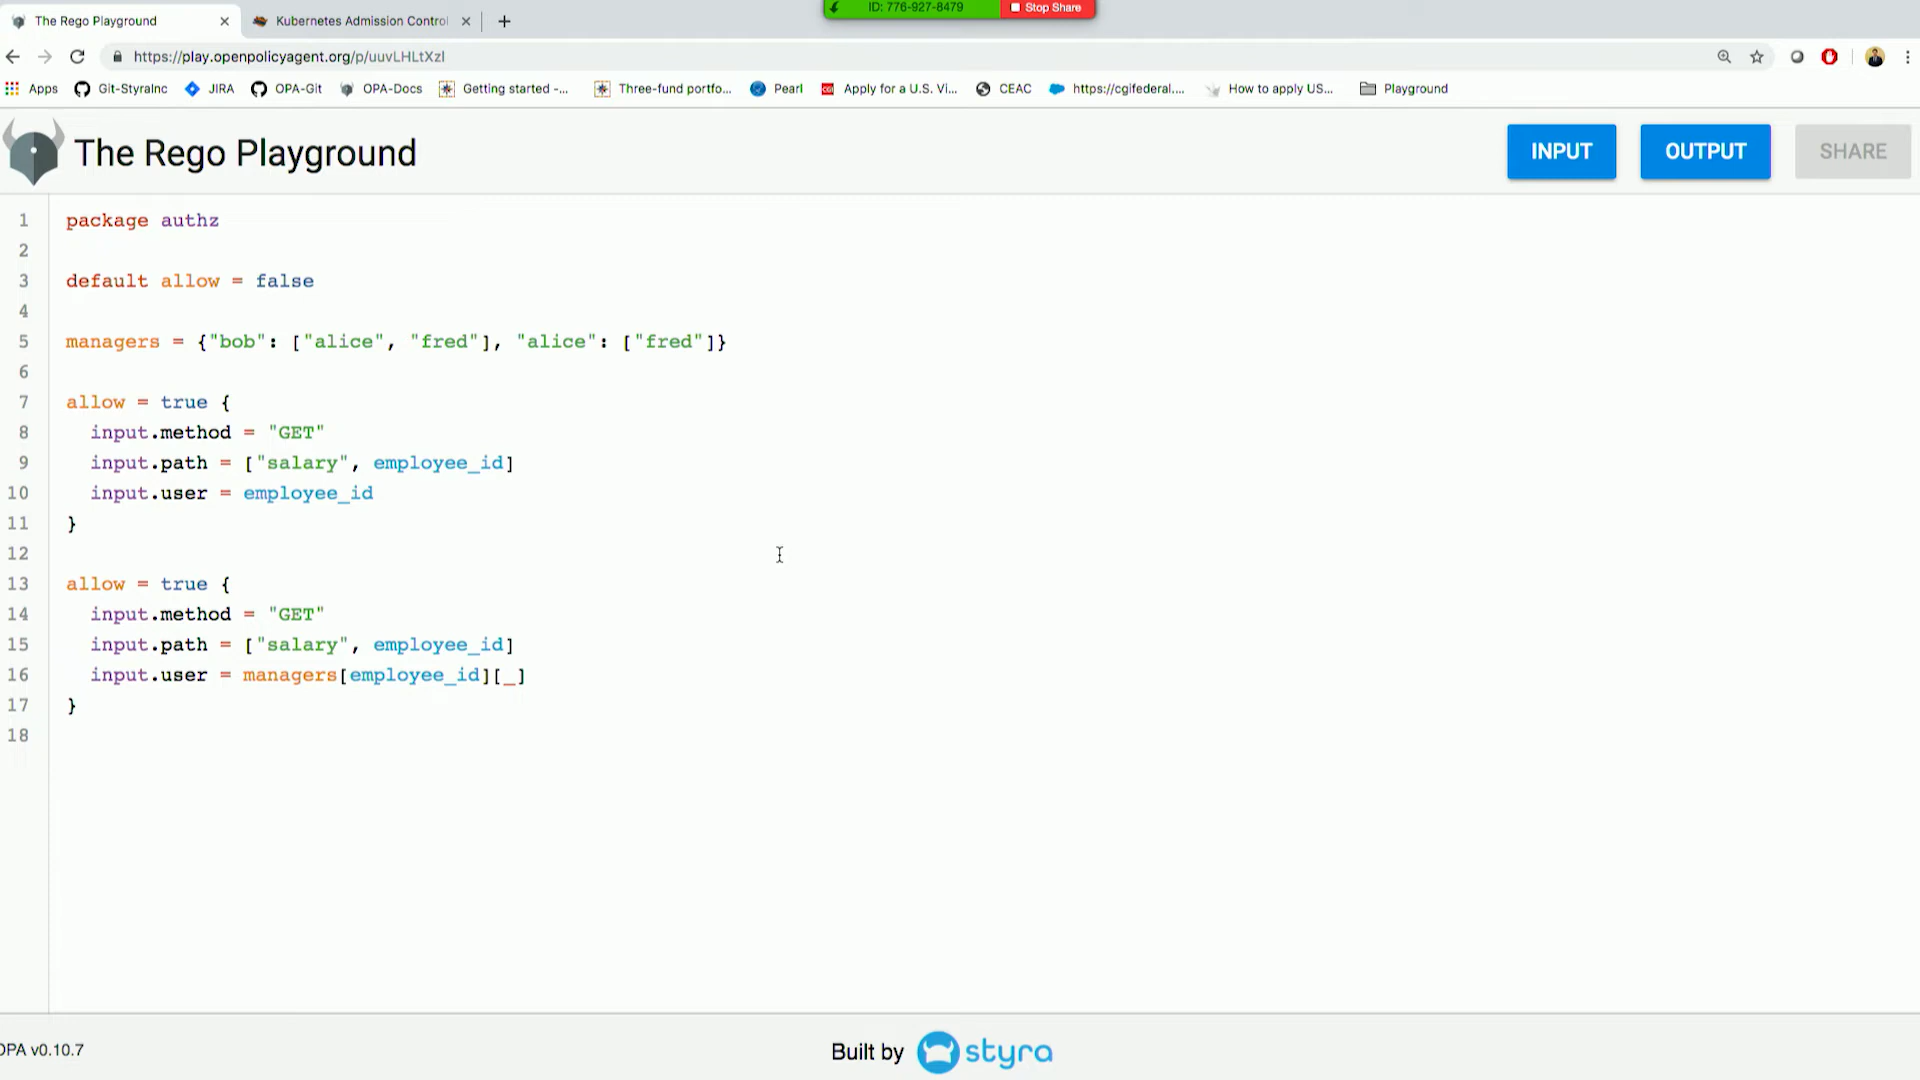 ID: 776-927-8479 Stop Share
The Rego Playground Kubernetes Admission Control
https://play.openpolicyagent.org/p/uuvLHLtXzI
Apps Git-StyraInc JIRA OPA-Git OPA-Docs Getting started -... Three-fund portfo... Pearl Apply for a U.S. Vi... CEAC https://cgifederal.... How to apply US... Playground
The Rego Playground INPUT OUTPUT SHARE
1 package authz
2
3 default allow = false
4
5 managers = {"bob": ["alice", "fred"], "alice": ["fred"]}
6
7 allow = true {
8 input.method = "GET"
9 input.path = ["salary", employee_id]
10 input.user = employee_id
11 }
12
13 allow = true {
14 input.method = "GET"
15 input.path = ["salary", employee_id]
16 input.user = managers[employee_id][_]
17 }
18
OPA v0.10.7 Built by styra